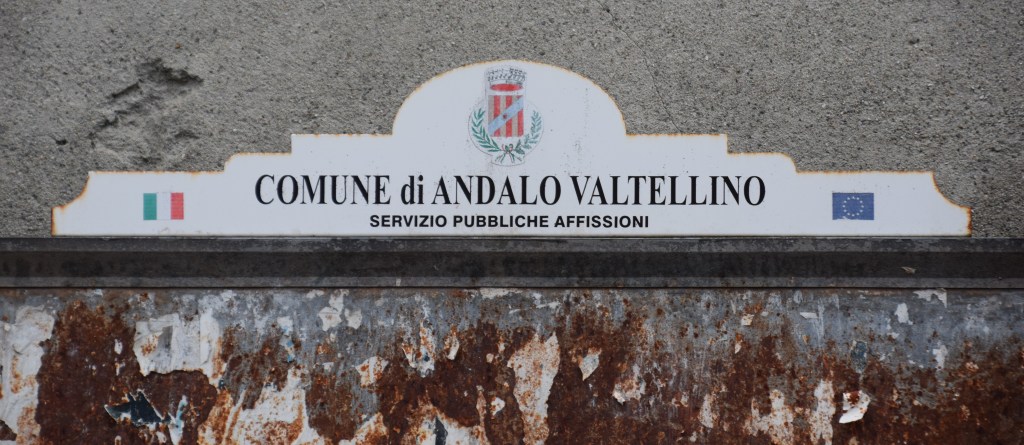 COMUNE di ANDALO VALTELLINO
SERVIZIO PUBBLICHE AFFISSIONI